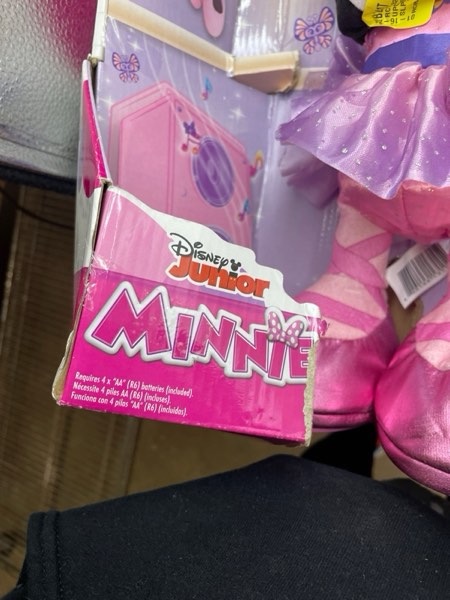 Disney
Junior
MINNIE
Requires 4 x "AA" (R6) batteries (included).
Nécessite 4 piles AA (R6) (incluses).
Funciona con 4 pilas "AA" (R6) (incluidas).